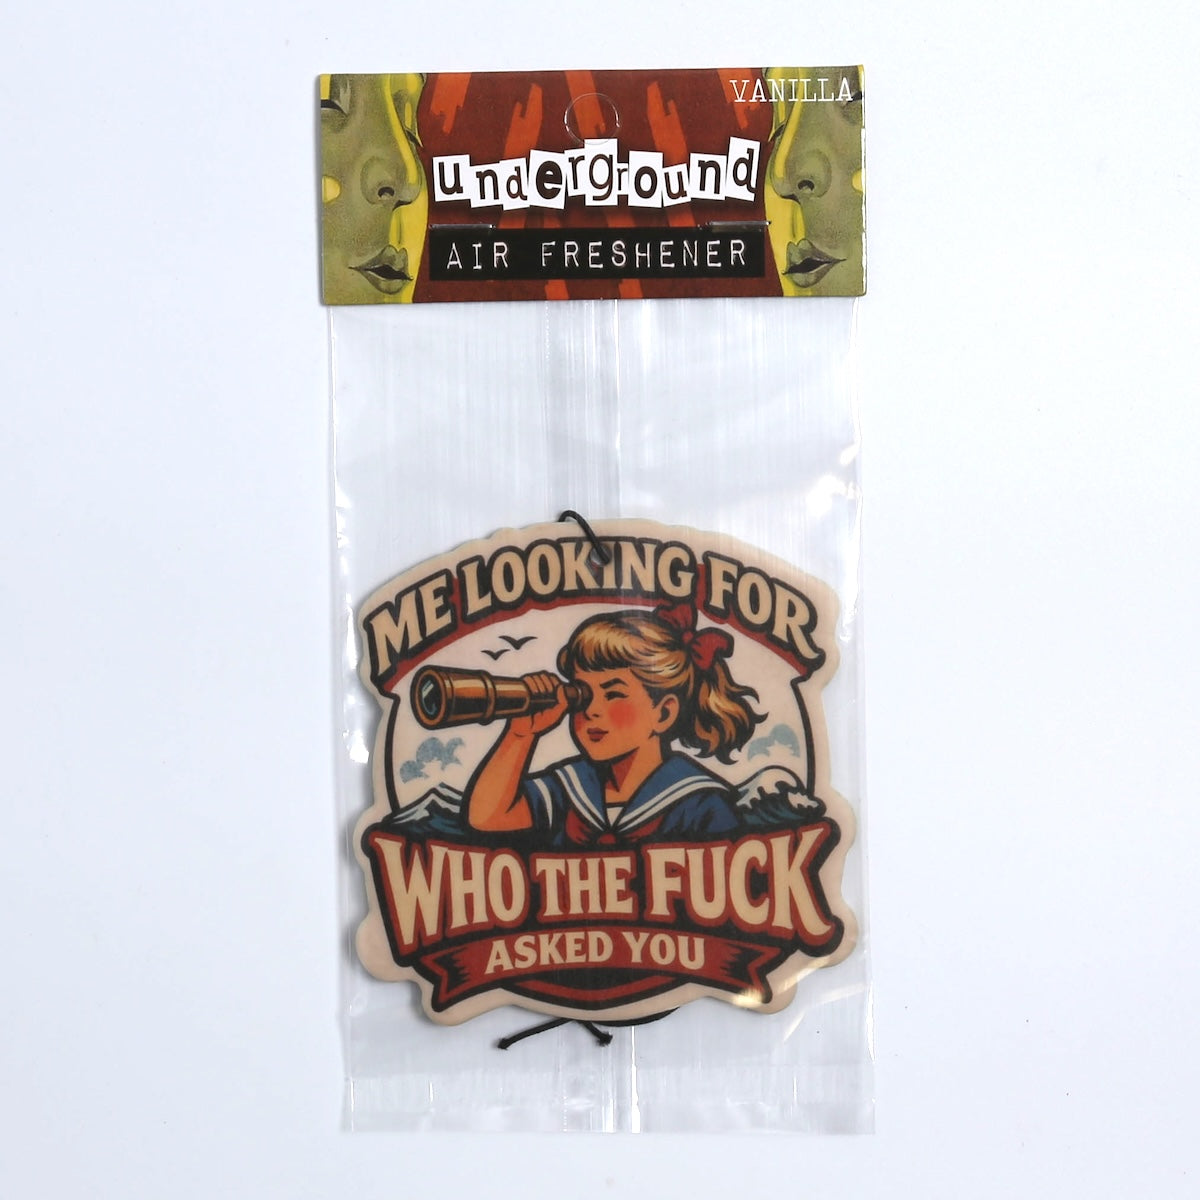 VANILLA
underground
AIR FRESHENER
ME LOOKING FOR
WHO THE FUCK
ASKED YOU